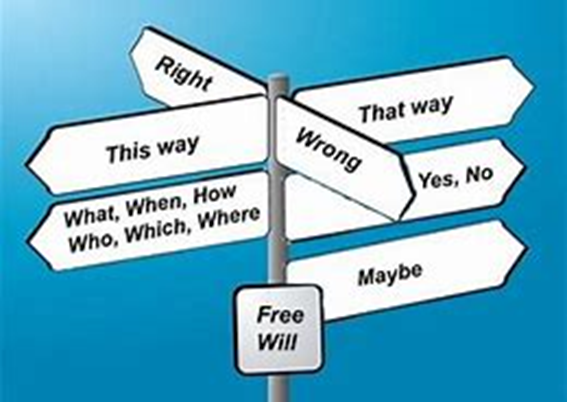 Right
That way
This way
Wrong
Yes, No
What, When, How
Who, Which, Where
Maybe
Free
Will